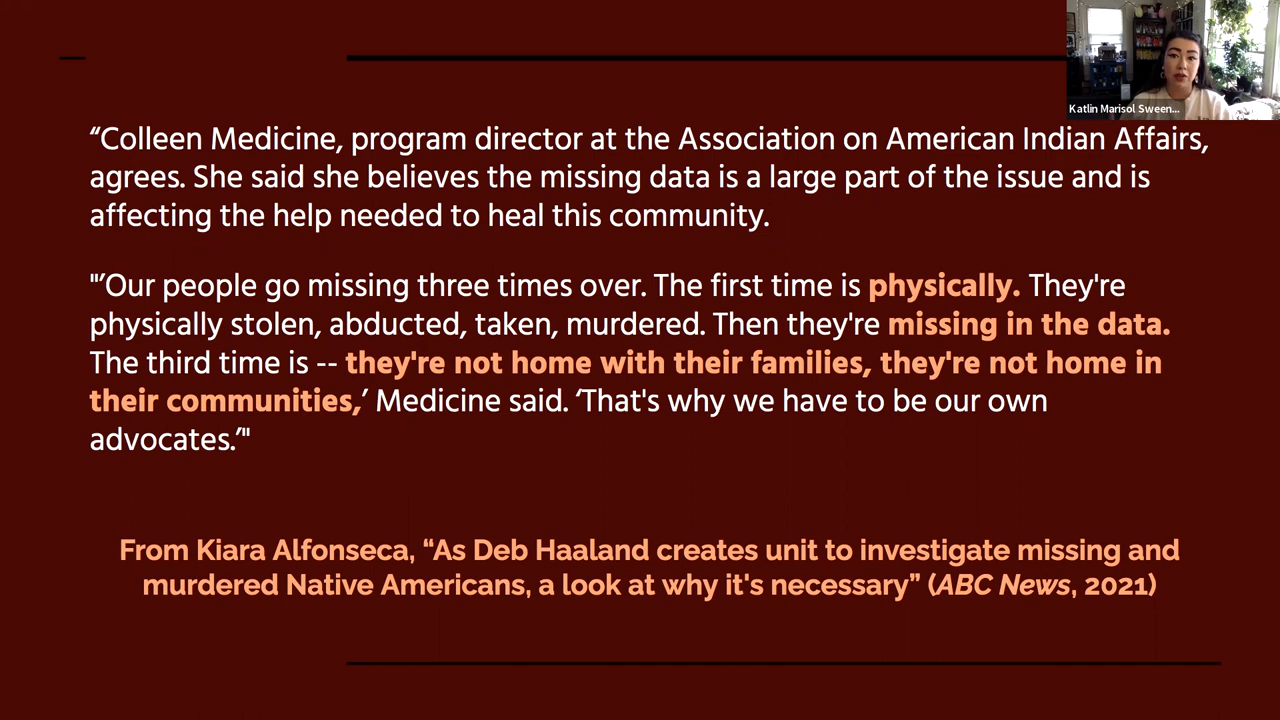 Katlin Marisol Sween...
“Colleen Medicine, program director at the Association on American Indian Affairs,
agrees. She said she believes the missing data is a large part of the issue and is
affecting the help needed to heal this community.
"‘Our people go missing three times over. The first time is physically. They're
physically stolen, abducted, taken, murdered. Then they're missing in the data.
The third time is -- they're not home with their families, they're not home in
their communities,’ Medicine said. ‘That's why we have to be our own
advocates.’"
From Kiara Alfonseca, “As Deb Haaland creates unit to investigate missing and
murdered Native Americans, a look at why it's necessary” (ABC News, 2021)